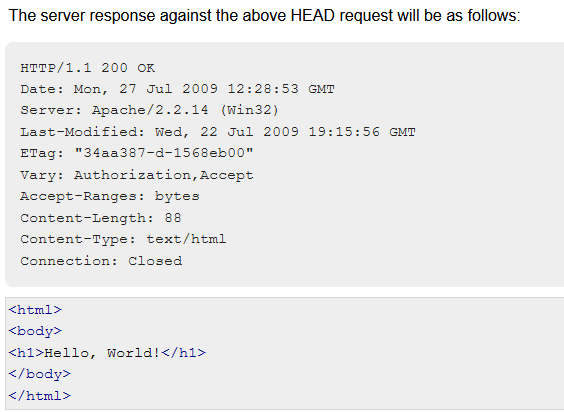 The server response against the above HEAD request will be as follows:
HTTP/1.1 200 OK
Date: Mon, 27 Jul 2009 12:28:53 GMT
Server: Apache/2.2.14 (Win32)
Last-Modified: Wed, 22 Jul 2009 19:15:56 GMT
ETag: "34aa387-d-1568eb00"
Vary: Authorization,Accept
Accept-Ranges: bytes
Content-Length: 88
Content-Type: text/html
Connection: Closed
<html>
<body>
<h1>Hello, World!</h1>
</body>
</html>